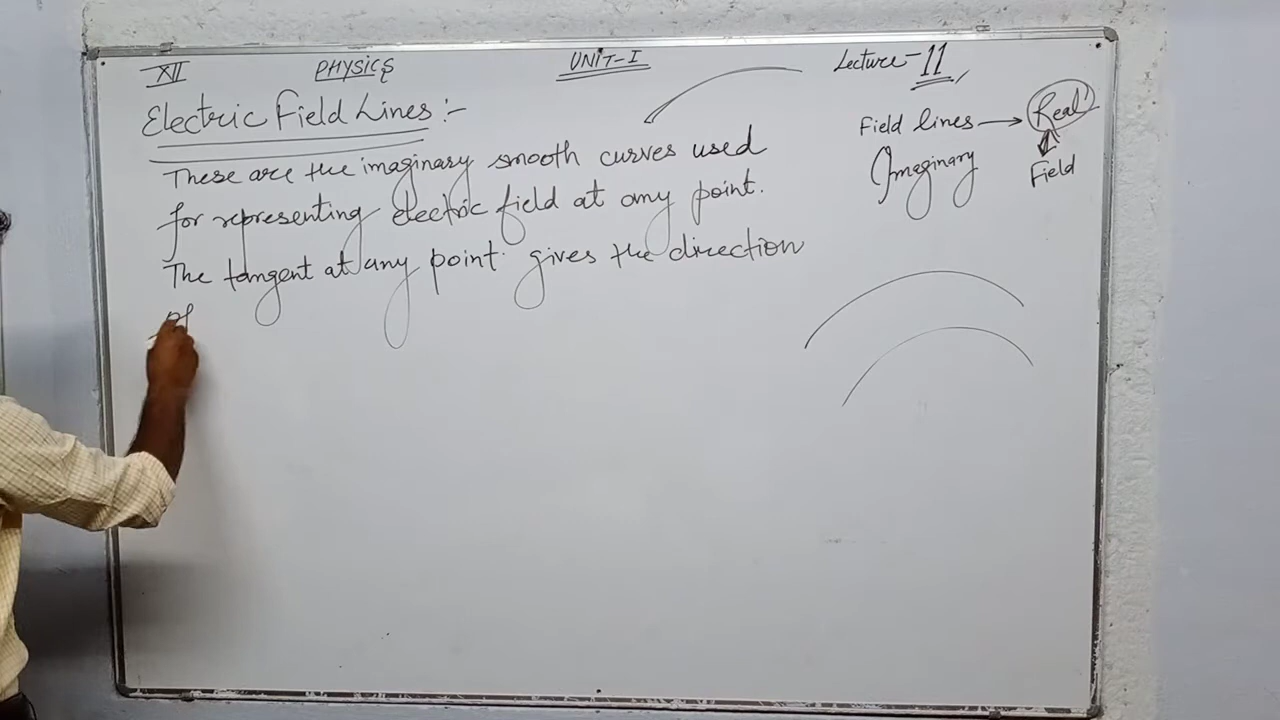 XII PHYSICS UNIT-I Lecture-11
Electric Field Lines :-
These are the imaginary smooth curves used
for representing electric field at any point.
The tangent at any point gives the direction
of
Field lines → Real
Imaginary
Field